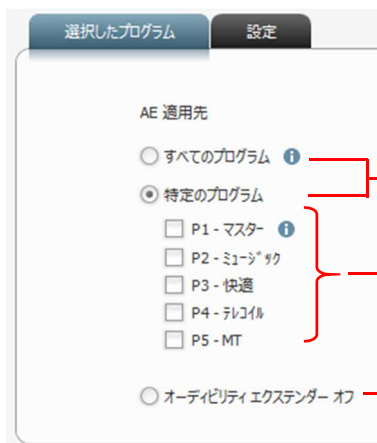 選択したプログラム
設定
AE 適用先
すべてのプログラム
特定のプログラム
P1 - マスター
P2 - ﾐｭｰｼﾞｯｸ
P3 - 快適
P4 - ﾃﾚｺｲﾙ
P5 - MT
オーディビリティ エクステンダー オフ